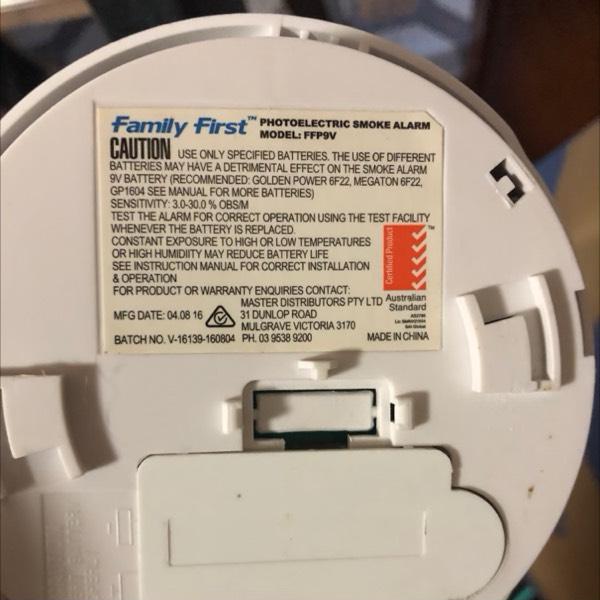 Family First™ PHOTOELECTRIC SMOKE ALARM
MODEL: FFP9V
CAUTION USE ONLY SPECIFIED BATTERIES. THE USE OF DIFFERENT
BATTERIES MAY HAVE A DETRIMENTAL EFFECT ON THE SMOKE ALARM
9V BATTERY (RECOMMENDED: GOLDEN POWER 6F22, MEGATON 6F22,
GP1604 SEE MANUAL FOR MORE BATTERIES)
SENSITIVITY: 3.0-30.0 % OBS/M
TEST THE ALARM FOR CORRECT OPERATION USING THE TEST FACILITY
WHENEVER THE BATTERY IS REPLACED.
CONSTANT EXPOSURE TO HIGH OR LOW TEMPERATURES
OR HIGH HUMIDIITY MAY REDUCE BATTERY LIFE
SEE INSTRUCTION MANUAL FOR CORRECT INSTALLATION
& OPERATION
FOR PRODUCT OR WARRANTY ENQUIRIES CONTACT:
MASTER DISTRIBUTORS PTY LTD
MFG DATE: 04.08 16 31 DUNLOP ROAD
MULGRAVE VICTORIA 3170
BATCH NO. V-16139-160804 PH. 03 9538 9200
Certified Product ™
Australian
Standard
AS3786
SAI Global
MADE IN CHINA